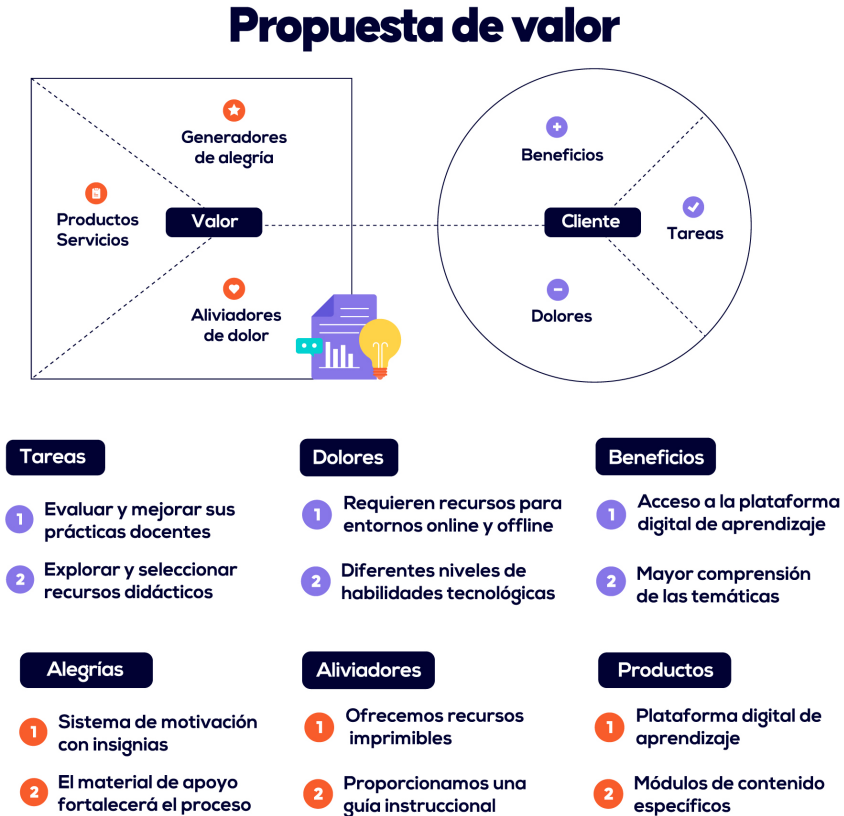 Propuesta de valor
Generadores
de alegría
Productos
Servicios
Valor
Aliviadores
de dolor
Beneficios
Cliente
Tareas
Dolores
Tareas
1 Evaluar y mejorar sus
prácticas docentes
2 Explorar y seleccionar
recursos didácticos
Dolores
1 Requieren recursos para
entornos online y offline
2 Diferentes niveles de
habilidades tecnológicas
Beneficios
1 Acceso a la plataforma
digital de aprendizaje
2 Mayor comprensión
de las temáticas
Alegrías
1 Sistema de motivación
con insignias
2 El material de apoyo
fortalecerá el proceso
Aliviadores
1 Ofrecemos recursos
imprimibles
2 Proporcionamos una
guía instruccional
Productos
1 Plataforma digital de
aprendizaje
2 Módulos de contenido
específicos